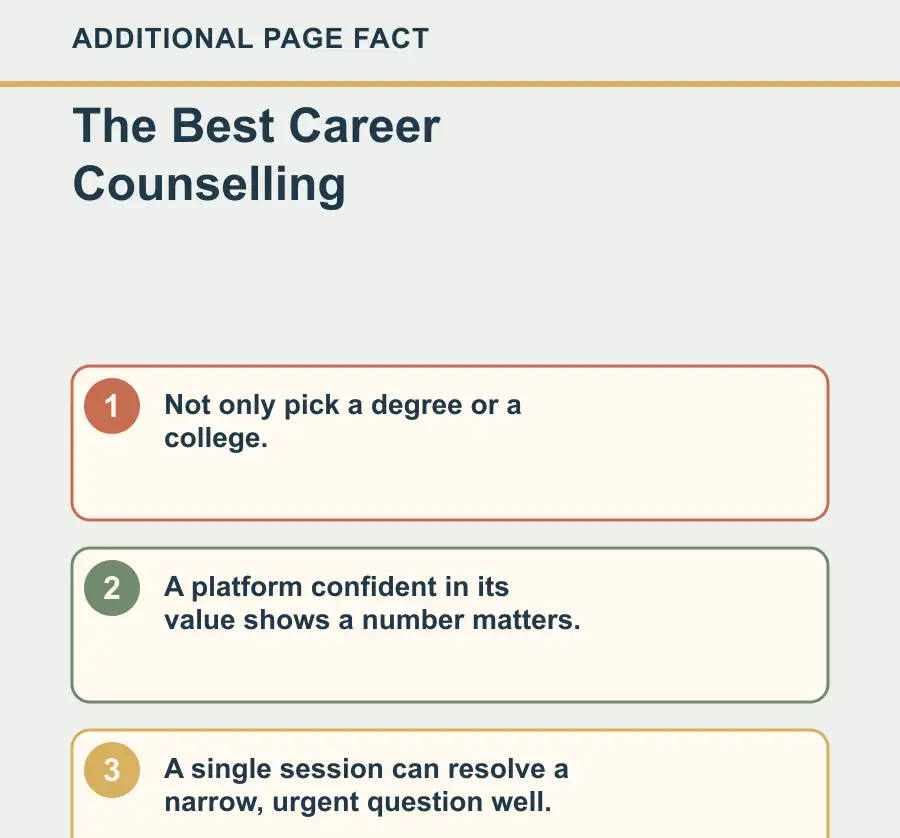 ADDITIONAL PAGE FACT
The Best Career
Counselling
1
Not only pick a degree or a
college.
2
A platform confident in its
value shows a number matters.
3
A single session can resolve a
narrow, urgent question well.